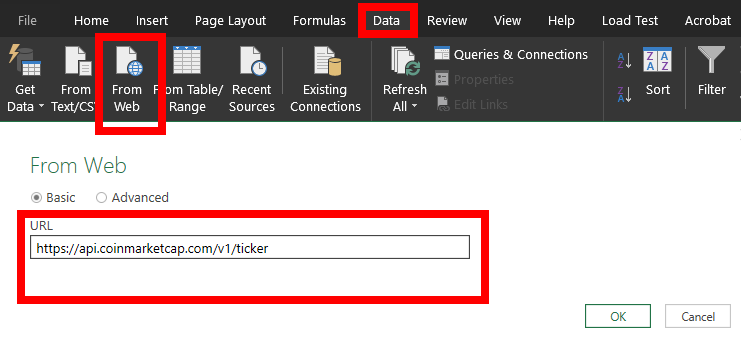 File Home Insert Page Layout Formulas Data Review View Help Load Test Acrobat
Get Data
From Text/CSV
From Web
From Table/ Range
Recent Sources
Existing Connections
Refresh All
Queries & Connections
Properties
Edit Links
A Z
Z A
Z A A Z
Sort
Filter
From Web
Basic Advanced
URL
https://api.coinmarketcap.com/v1/ticker
OK Cancel